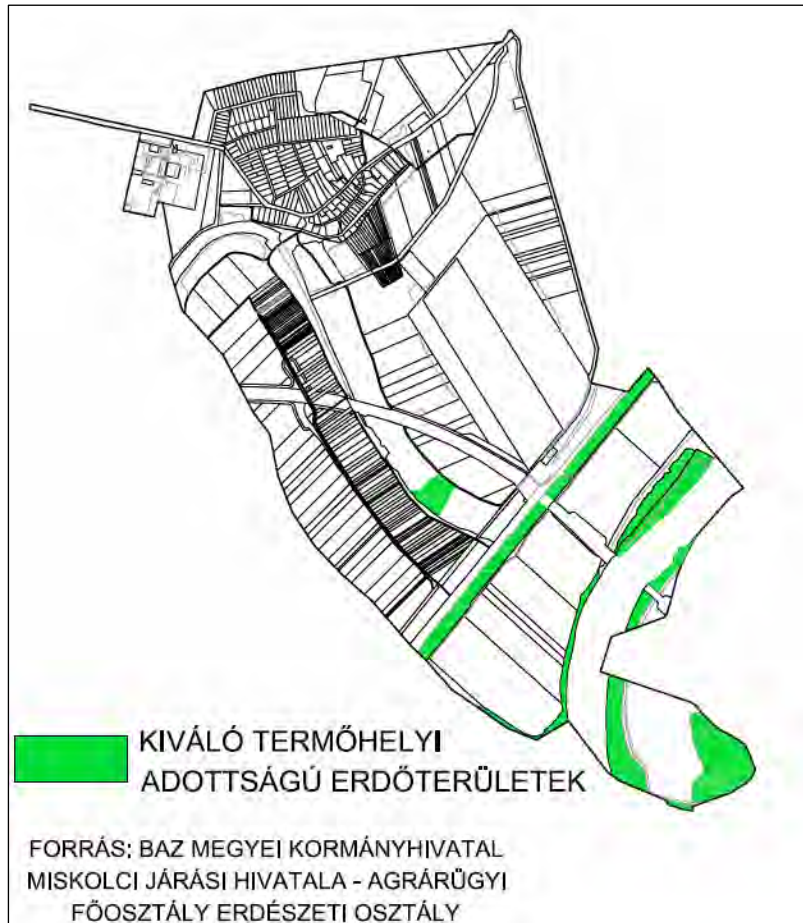 KIVÁLÓ TERMŐHELYI
ADOTTSÁGÚ ERDŐTERÜLETEK
FORRÁS: BAZ MEGYEI KORMÁNYHIVATAL
MISKOLCI JÁRÁSI HIVATALA - AGRÁRÜGYI
FŐOSZTÁLY ERDÉSZETI OSZTÁLY